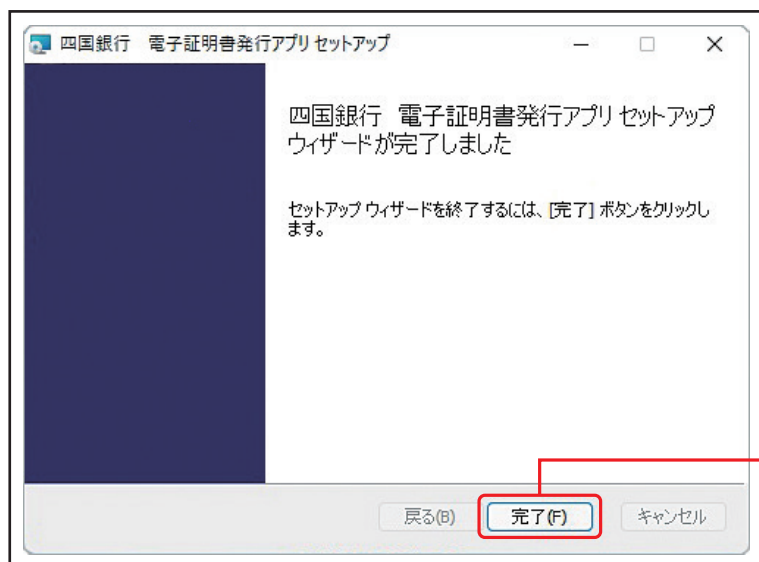 四国銀行　電子証明書発行アプリ セットアップ
四国銀行　電子証明書発行アプリ セットアップ
ウィザードが完了しました
セットアップ ウィザードを終了するには、[完了] ボタンをクリックし
ます。
戻る(B) 完了(F) キャンセル